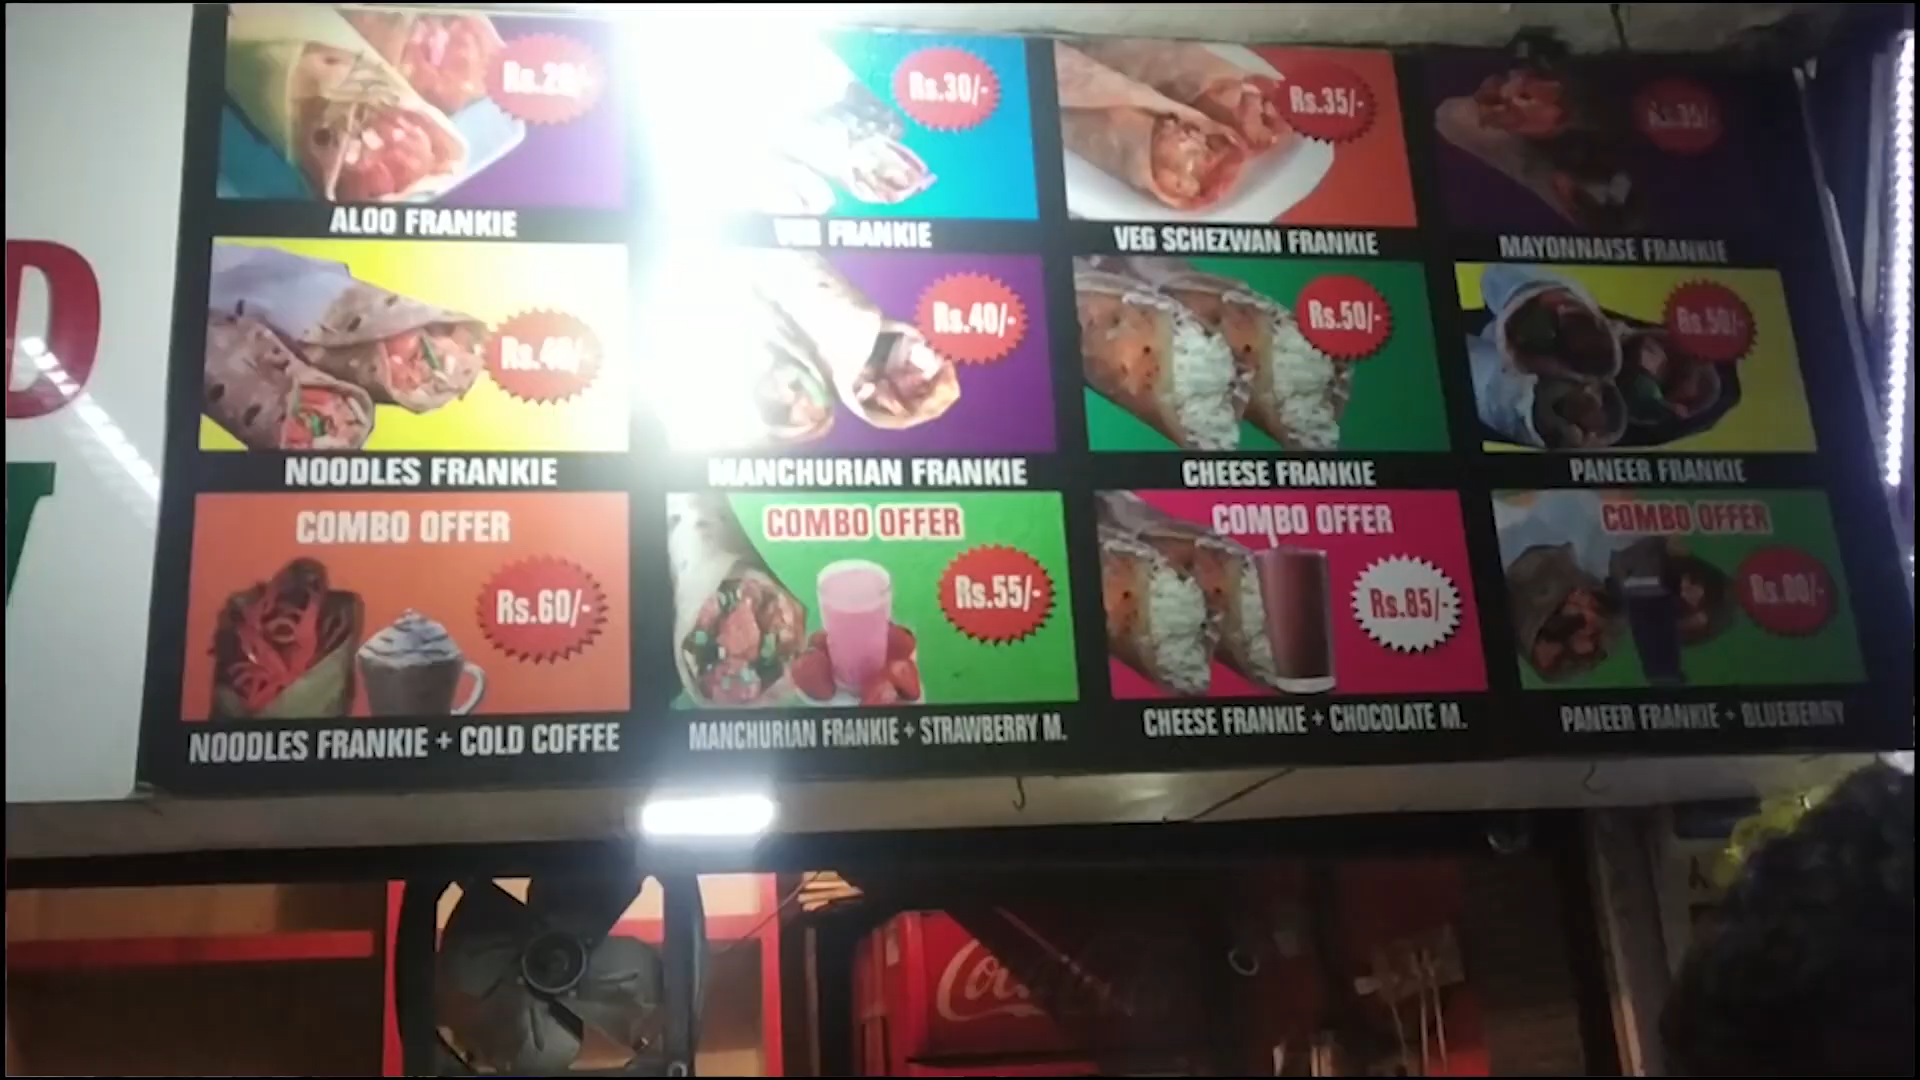 Rs.30/-
Rs.35/-
ALOO FRANKIE
FRANKIE
VEG SCHEZWAN FRANKIE
MAYONNAISE FRANKIE
Rs.40/-
Rs.50/-
Rs.50/-
NOODLES FRANKIE
MANCHURIAN FRANKIE
CHEESE FRANKIE
PANEER FRANKIE
COMBO OFFER
Rs.60/-
COMBO OFFER
Rs.55/-
COMBO OFFER
Rs.85/-
COMBO OFFER
NOODLES FRANKIE + COLD COFFEE
MANCHURIAN FRANKIE + STRAWBERRY M.
CHEESE FRANKIE + CHOCOLATE M.
PANEER FRANKIE + BLUEBERRY
Coca-Cola